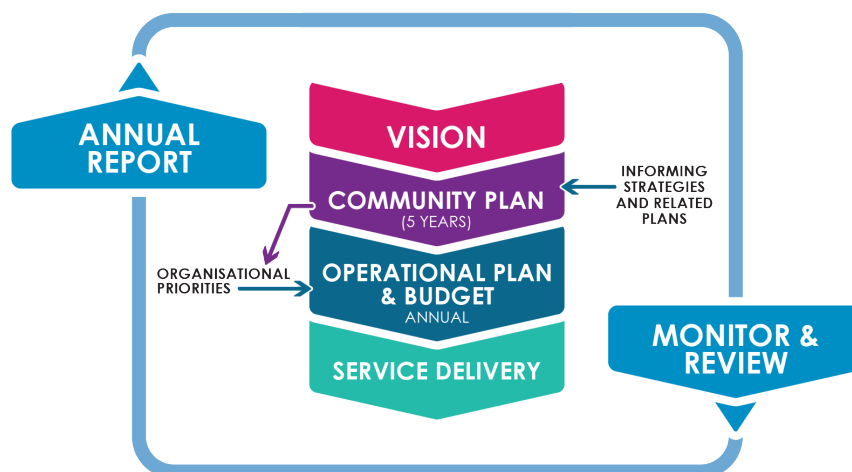 ANNUAL
REPORT
VISION
COMMUNITY PLAN
(5 YEARS)
INFORMING
STRATEGIES
AND RELATED
PLANS
ORGANISATIONAL
PRIORITIES
OPERATIONAL PLAN
& BUDGET
ANNUAL
SERVICE DELIVERY
MONITOR &
REVIEW